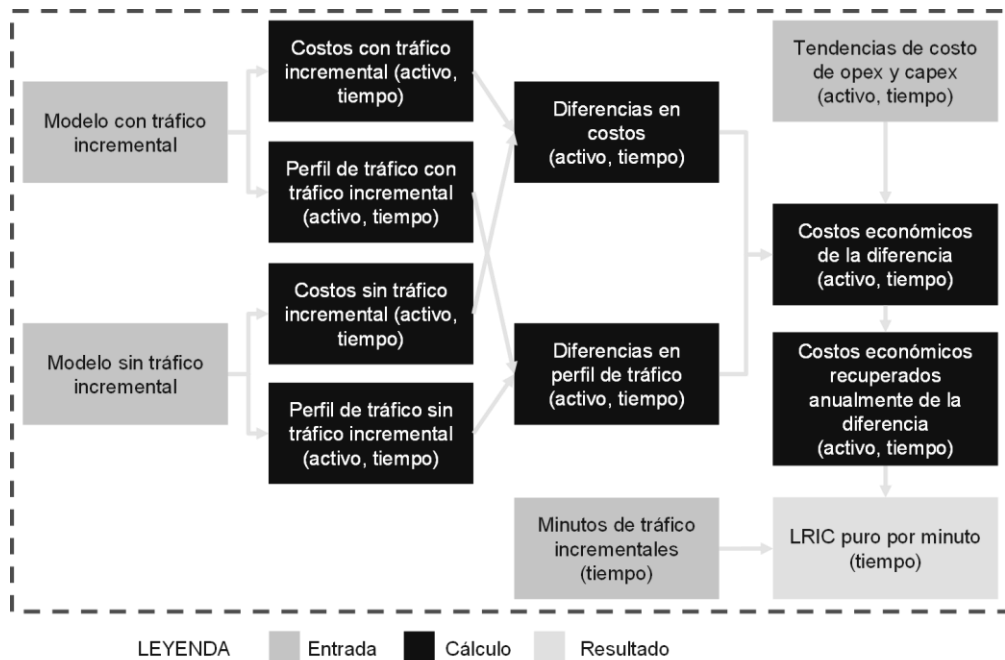 Modelo con tráfico
incremental
Modelo sin tráfico
incremental
Costos con tráfico
incremental (activo,
tiempo)
Perfil de tráfico con
tráfico incremental
(activo, tiempo)
Costos sin tráfico
incremental (activo,
tiempo)
Perfil de tráfico sin
tráfico incremental
(activo, tiempo)
Diferencias en
costos
(activo, tiempo)
Diferencias en
perfil de tráfico
(activo, tiempo)
Minutos de tráfico
incrementales
(tiempo)
Tendencias de costo
de opex y capex
(activo, tiempo)
Costos económicos
de la diferencia
(activo, tiempo)
Costos económicos
recuperados
anualmente de la
diferencia
(activo, tiempo)
LRIC puro por minuto
(tiempo)
LEYENDA
Entrada
Cálculo
Resultado